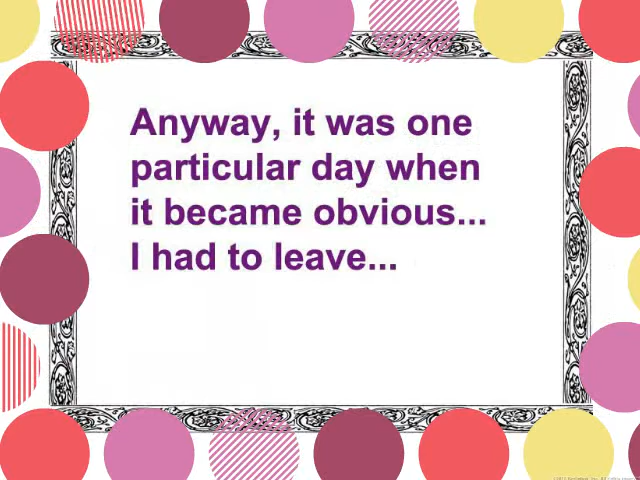 Anyway, it was one
particular day when
it became obvious...
I had to leave...